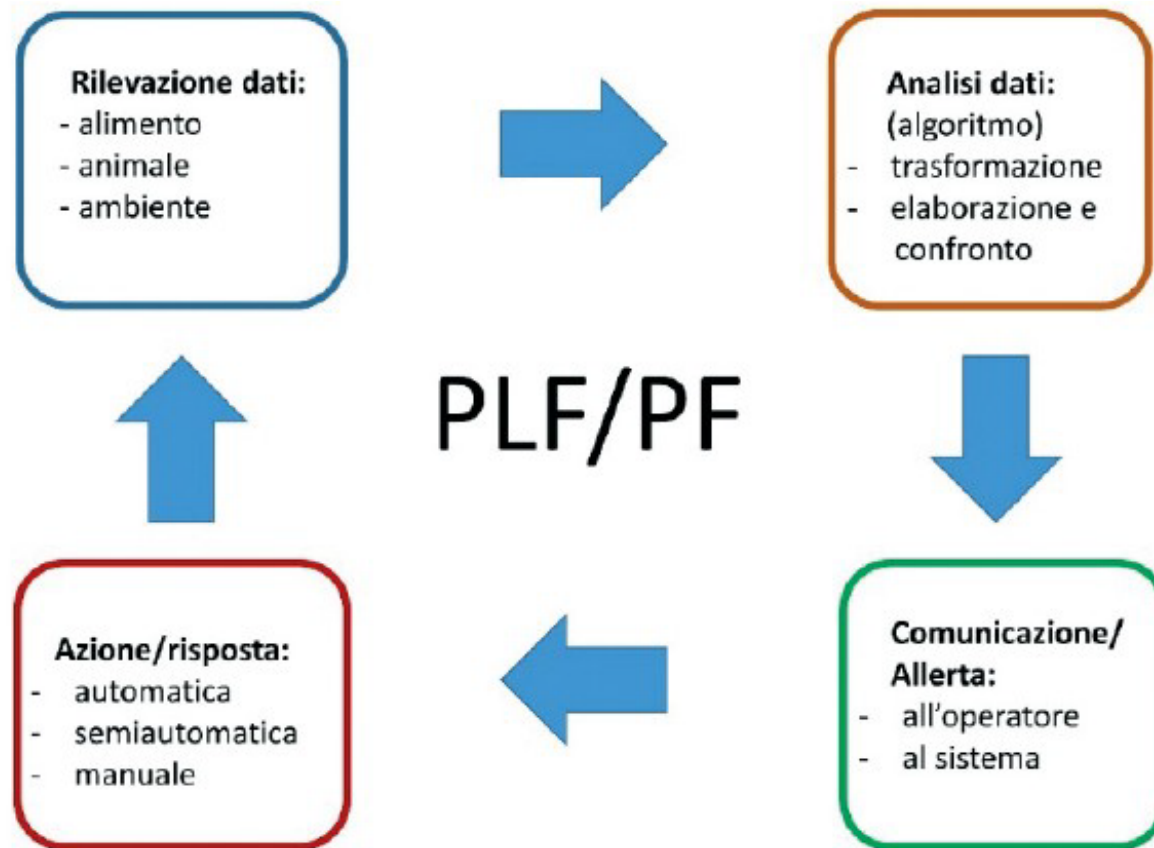 Rilevazione dati:
- alimento
- animale
- ambiente
Analisi dati:
(algoritmo)
- trasformazione
- elaborazione e
confronto
PLF/PF
Azione/risposta:
- automatica
- semiautomatica
- manuale
Comunicazione/
Allerta:
- all'operatore
- al sistema